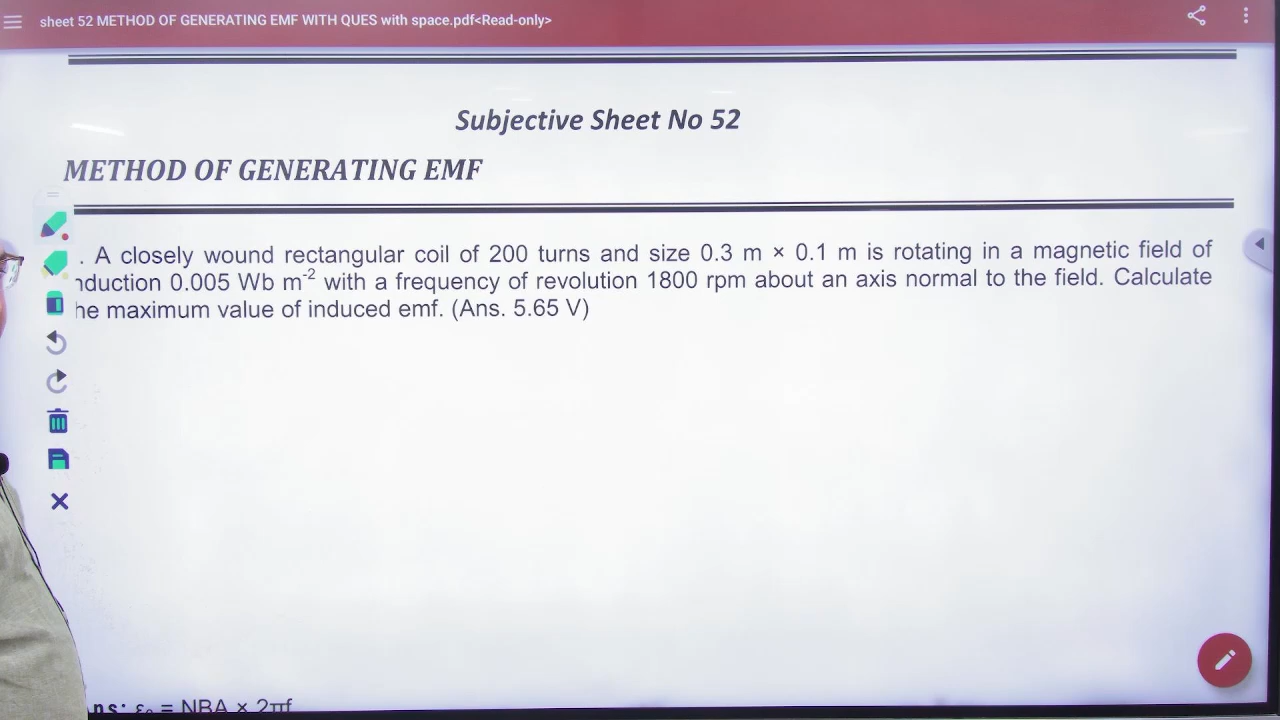 sheet 52 METHOD OF GENERATING EMF WITH QUES with space.pdf<Read-only>
Subjective Sheet No 52
METHOD OF GENERATING EMF
. A closely wound rectangular coil of 200 turns and size 0.3 m × 0.1 m is rotating in a magnetic field of
nduction 0.005 Wb m⁻² with a frequency of revolution 1800 rpm about an axis normal to the field. Calculate
he maximum value of induced emf. (Ans. 5.65 V)
ns: ε₀ = NBA × 2πf